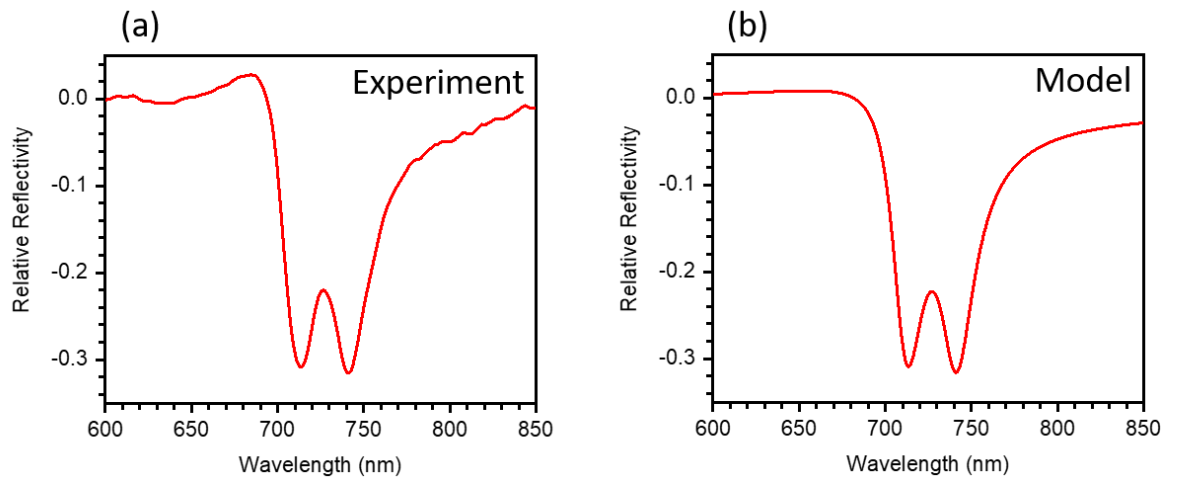 (a)
Experiment
0.0
-0.1
-0.2
-0.3
Relative Reflectivity
600 650 700 750 800 850
Wavelength (nm)
(b)
Model
0.0
-0.1
-0.2
-0.3
Relative Reflectivity
600 650 700 750 800 850
Wavelength (nm)